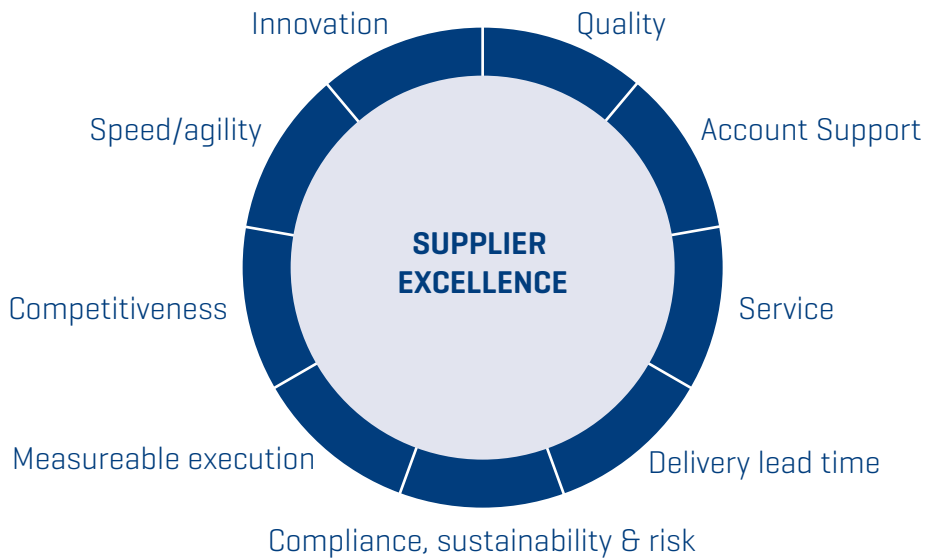 Innovation
Quality
Speed/agility
Account Support
SUPPLIER
EXCELLENCE
Competitiveness
Service
Measureable execution
Delivery lead time
Compliance, sustainability & risk